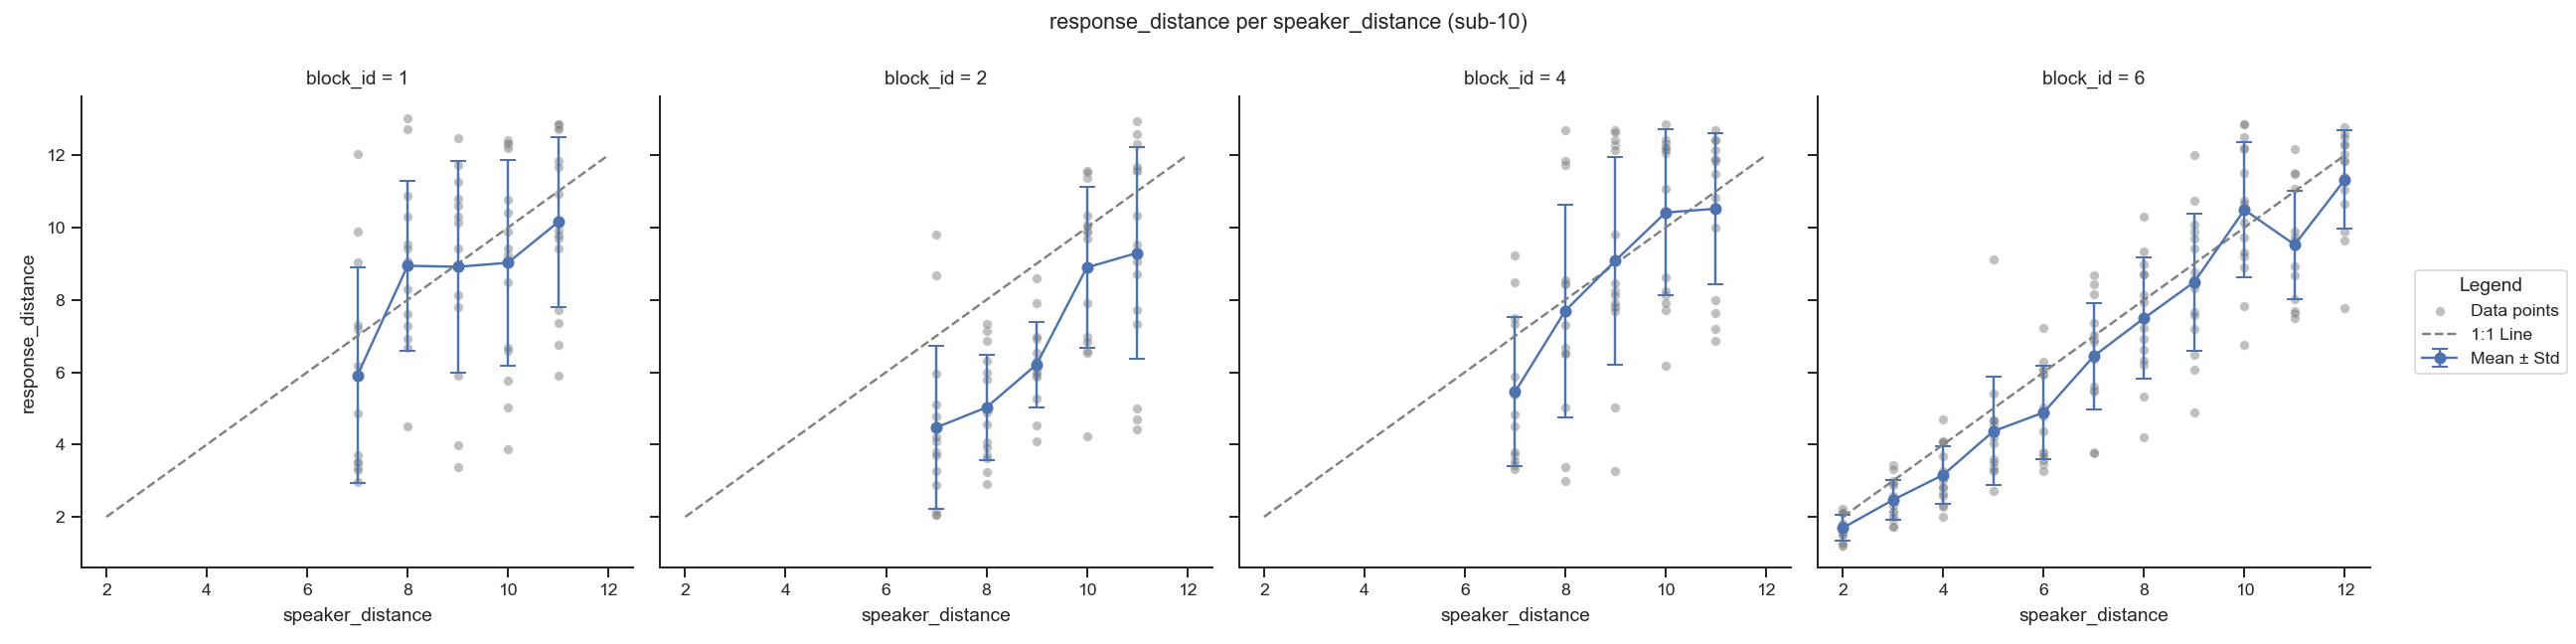 response_distance per speaker_distance (sub-10)
block_id = 1
block_id = 2
block_id = 4
block_id = 6
response_distance
12
10
8
6
4
2
2 4 6 8 10 12
2 4 6 8 10 12
2 4 6 8 10 12
2 4 6 8 10 12
speaker_distance
speaker_distance
speaker_distance
speaker_distance
Legend
Data points
1:1 Line
Mean ± Std